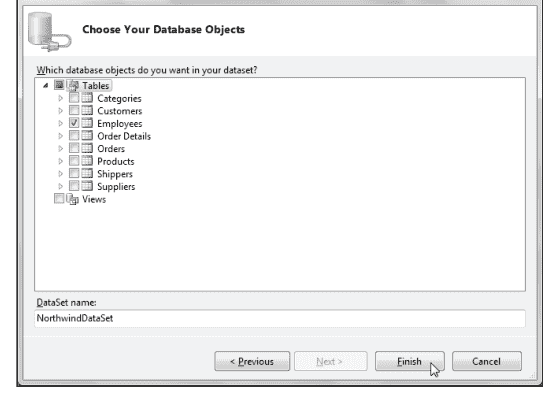 Choose Your Database Objects
Which database objects do you want in your dataset?
Tables
Categories
Customers
Employees
Order Details
Orders
Products
Shippers
Suppliers
Views
DataSet name:
NorthwindDataSet
< Previous
Next >
Finish
Cancel